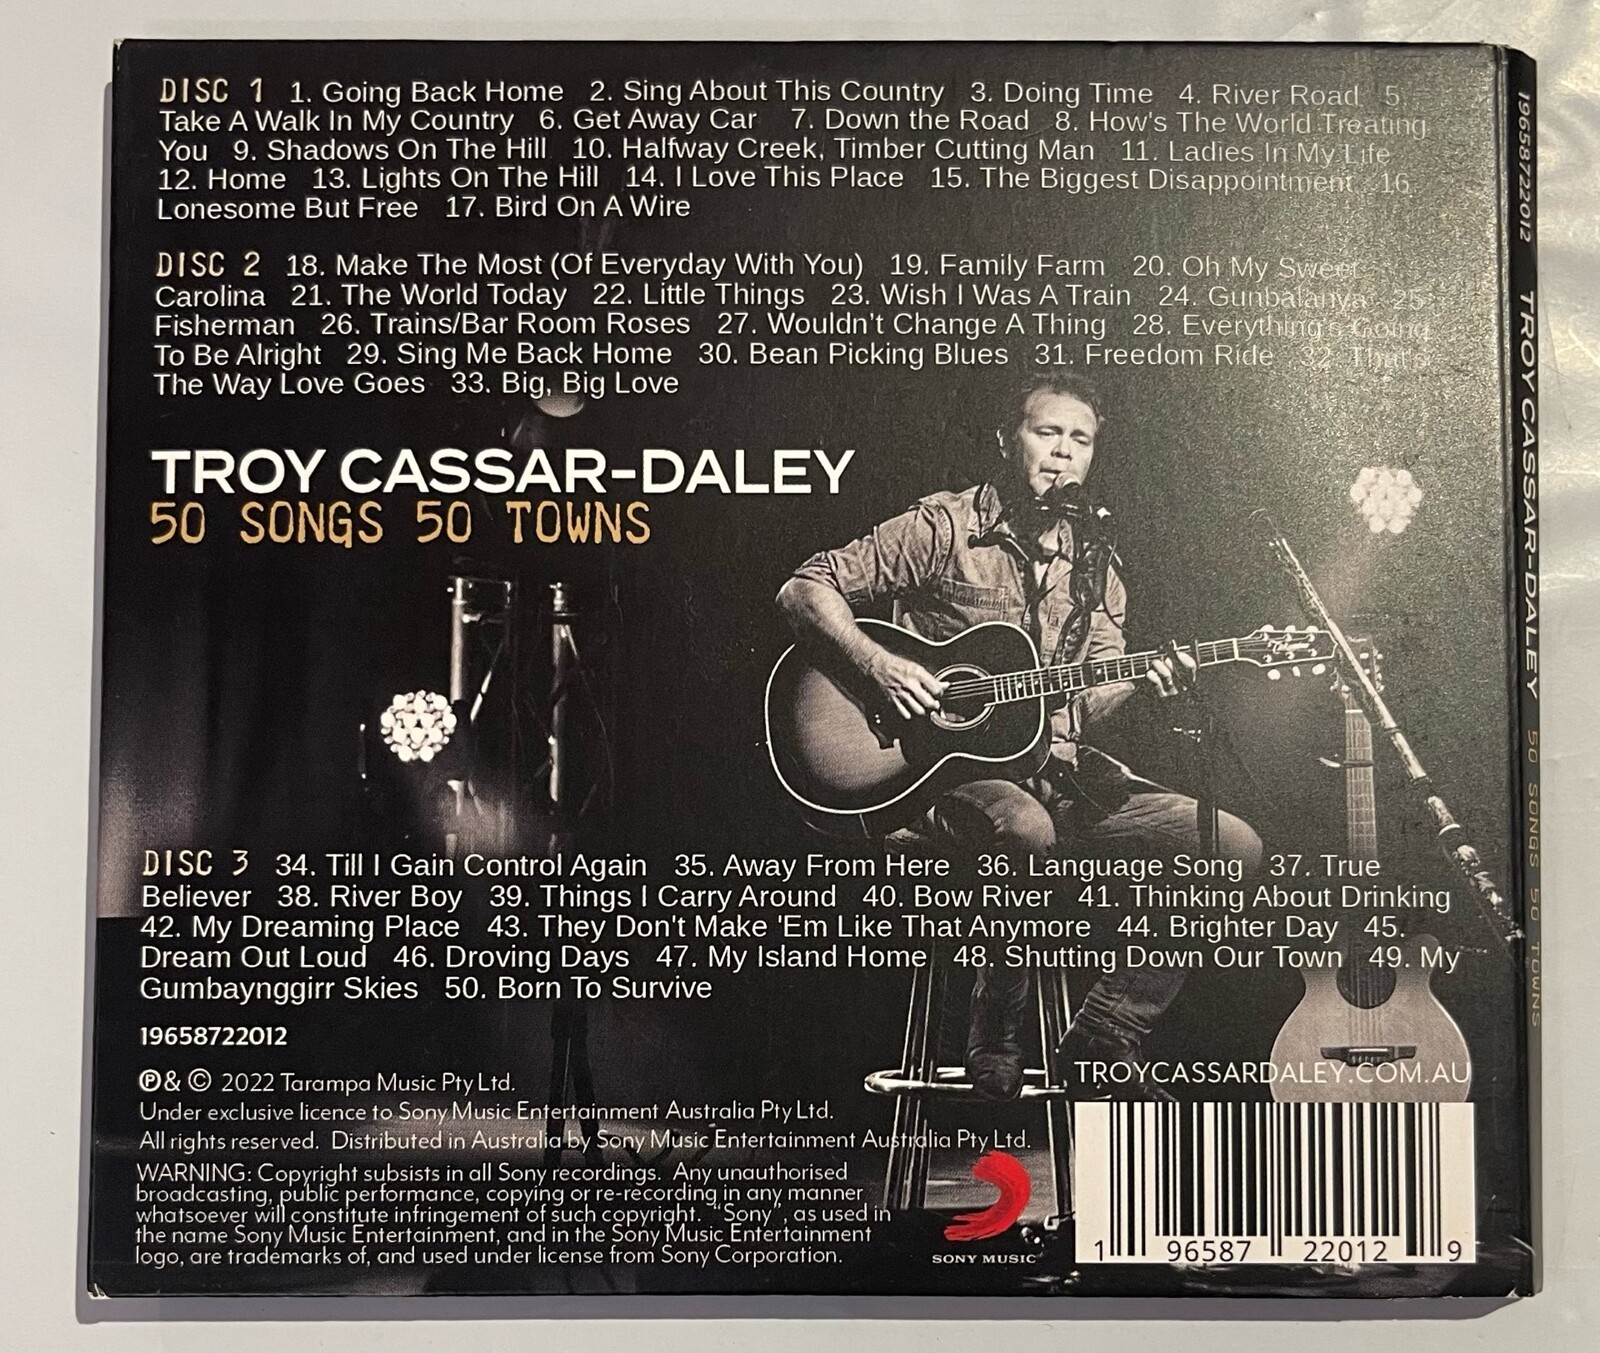 DISC 1 1. Going Back Home 2. Sing About This Country 3. Doing Time 4. River Road 5.
Take A Walk In My Country 6. Get Away Car 7. Down the Road 8. How's The World Treating
You 9. Shadows On The Hill 10. Halfway Creek, Timber Cutting Man 11. Ladies In My Life
12. Home 13. Lights On The Hill 14. I Love This Place 15. The Biggest Disappointment 16.
Lonesome But Free 17. Bird On A Wire
DISC 2 18. Make The Most (Of Everyday With You) 19. Family Farm 20. Oh My Sweet
Carolina 21. The World Today 22. Little Things 23. Wish I Was A Train 24. Gunbalanya 25.
Fisherman 26. Trains/Bar Room Roses 27. Wouldn't Change A Thing 28. Everything's Going
To Be Alright 29. Sing Me Back Home 30. Bean Picking Blues 31. Freedom Ride 32. That's
The Way Love Goes 33. Big, Big Love
TROY CASSAR-DALEY
50 SONGS 50 TOWNS
DISC 3 34. Till I Gain Control Again 35. Away From Here 36. Language Song 37. True
Believer 38. River Boy 39. Things I Carry Around 40. Bow River 41. Thinking About Drinking
42. My Dreaming Place 43. They Don't Make 'Em Like That Anymore 44. Brighter Day 45.
Dream Out Loud 46. Droving Days 47. My Island Home 48. Shutting Down Our Town 49. My
Gumbaynggirr Skies 50. Born To Survive
19658722012
℗& © 2022 Tarampa Music Pty Ltd.
Under exclusive licence to Sony Music Entertainment Australia Pty Ltd.
All rights reserved. Distributed in Australia by Sony Music Entertainment Australia Pty Ltd.
WARNING: Copyright subsists in all Sony recordings. Any unauthorised
broadcasting, public performance, copying or re-recording in any manner
whatsoever will constitute infringement of such copyright. "Sony", as used in
the name Sony Music Entertainment, and in the Sony Music Entertainment
logo, are trademarks of, and used under license from Sony Corporation.
SONY MUSIC
TROYCASSARDALEY.COM.AU
1 96587 22012 9
19658722012 TROY CASSAR-DALEY 50 SONGS 50 TOWNS